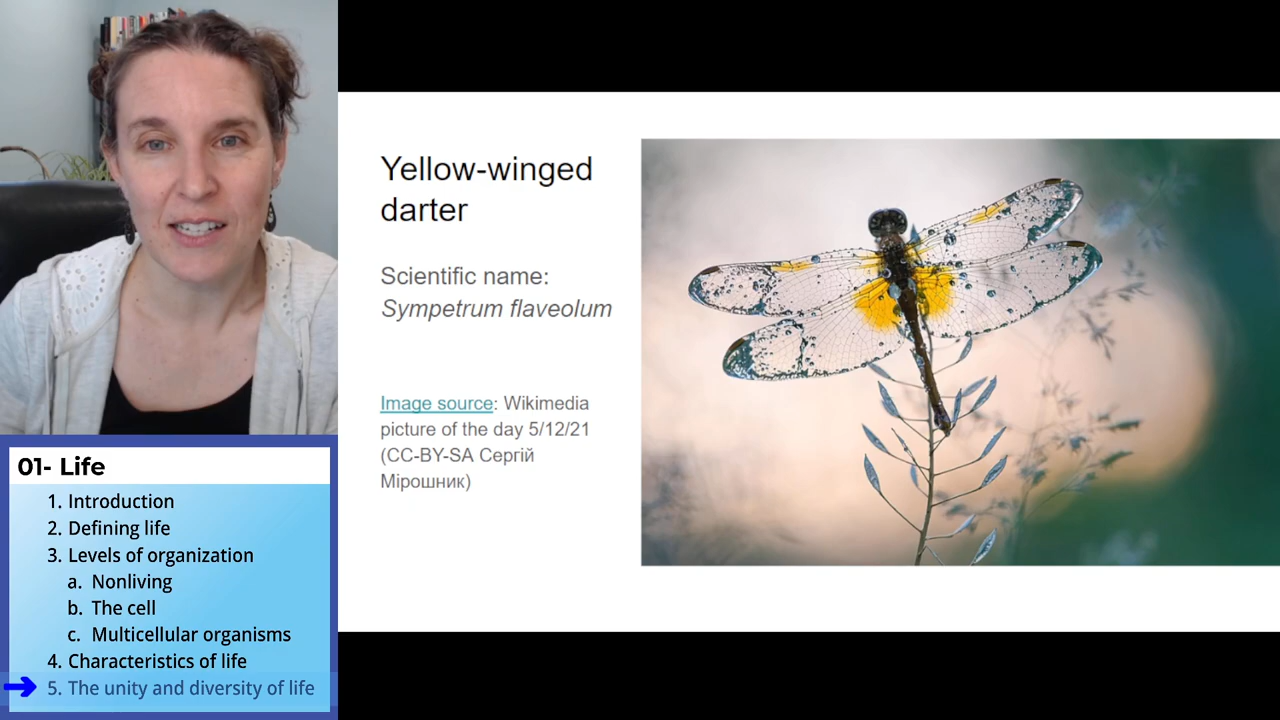 Yellow-winged
darter
Scientific name:
Sympetrum flaveolum
Image source: Wikimedia
picture of the day 5/12/21
(CC-BY-SA Сергій
Мірошник)
01- Life
1. Introduction
2. Defining life
3. Levels of organization
a. Nonliving
b. The cell
c. Multicellular organisms
4. Characteristics of life
5. The unity and diversity of life